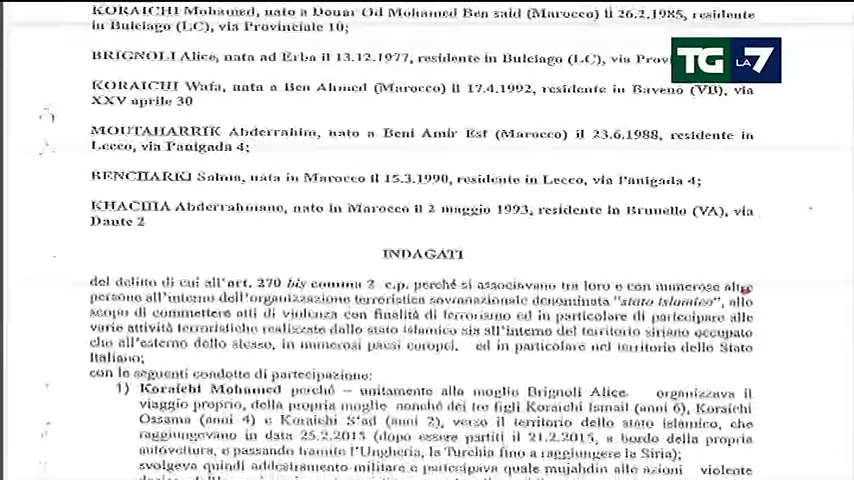 KORAICHI Mohamed, nato a Douar Od Mohamed Ben said (Marocco) il 26.2.1985, residente
in Bulciago (LC), via Provinciale 10;
BRIGNOLI Alice, nata ad Erba il 13.12.1977, residente in Bulciago (LC), via
TG LA 7
KORAICHI Wafa, nata a Ben Ahmed (Marocco) il 17.4.1992, residente in Baveno (VB), via
XXV aprile 30
MOUTAHARRIK Abderrahim, nato a Beni Amir Est (Marocco) il 23.6.1988, residente in
Lecco, via Panigada 4;
BENCHARKI Salma, nata in Marocco il 15.3.1990, residente in Lecco, via Panigada 4;
KHACHIA Abderrahmane, nato in Marocco il 2 maggio 1993, residente in Brunello (VA), via
Dante 2
INDAGATI
del delitto di cui all'art. 270 bis comma 2 c.p. perché si associavano tra loro e con numerose altre
persone all'interno dell'organizzazione terroristica sovranazionale denominata "stato islamico", allo
scopo di commettere atti di violenza con finalità di terrorismo ed in particolare di partecipare alle
varie attività terroristiche realizzate dallo stato islamico sia all'interno del territorio siriano occupato
che all'esterno dello stesso, in numerosi paesi europei, ed in particolare nel territorio dello Stato
Italiano;
con le seguenti condotte di partecipazione:
1) Koraichi Mohamed perché – unitamente alla moglie Brignoli Alice- organizzava il
viaggio proprio, della propria moglie nonché dei tre figli Koraichi Ismail (anni 6), Koraichi
Ossama (anni 4) e Koraichi S'ad (anni 2), verso il territorio dello stato islamico, che
raggiungevano in data 25.2.2015 (dopo essere partiti il 21.2.2015, a bordo della propria
autovettura, e passando tramite l'Ungheria, la Turchia fino a raggiungere la Siria);
svolgeva quindi addestramento militare e partecipava quale mujahdin alle azioni violente